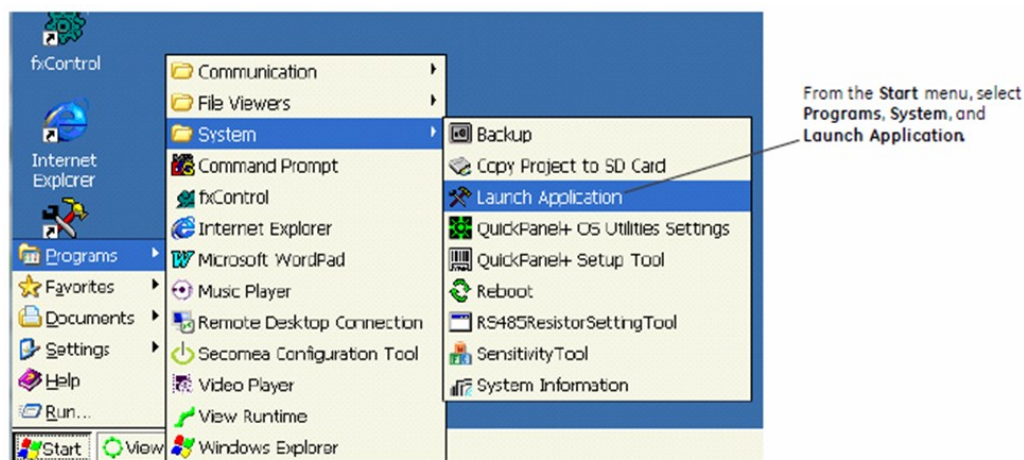 fxControl
Internet
Explorer
Programs
Favorites
Documents
Settings
Help
Run...
Start
View
Communication
File Viewers
System
Command Prompt
fxControl
Internet Explorer
Microsoft WordPad
Music Player
Remote Desktop Connection
Secomea Configuration Tool
Video Player
View Runtime
Windows Explorer
Backup
Copy Project to SD Card
Launch Application
QuickPanel+ OS Utilities Settings
QuickPanel+ Setup Tool
Reboot
RS485ResistorSettingTool
SensitivityTool
System Information
From the Start menu, select
Programs, System, and
Launch Application.